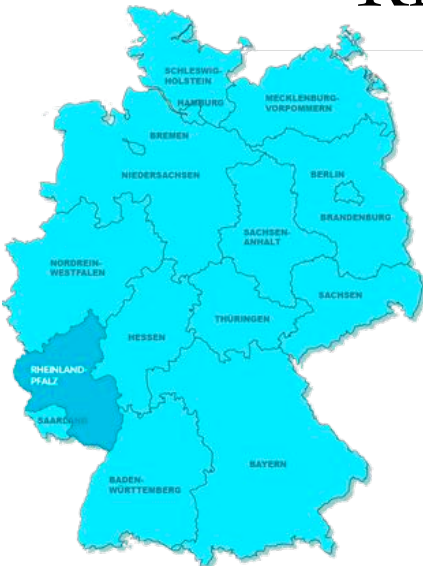 SCHLESWIG-
HOLSTEIN
HAMBURG
MECKLENBURG-
VORPOMMERN
BREMEN
NIEDERSACHSEN
BERLIN
BRANDENBURG
SACHSEN-
ANHALT
NORDREIN-
WESTFALEN
SACHSEN
THÜRINGEN
HESSEN
RHEINLAND-
PFALZ
SAARLAND
BAYERN
BADEN-
WÜRTTEMBERG